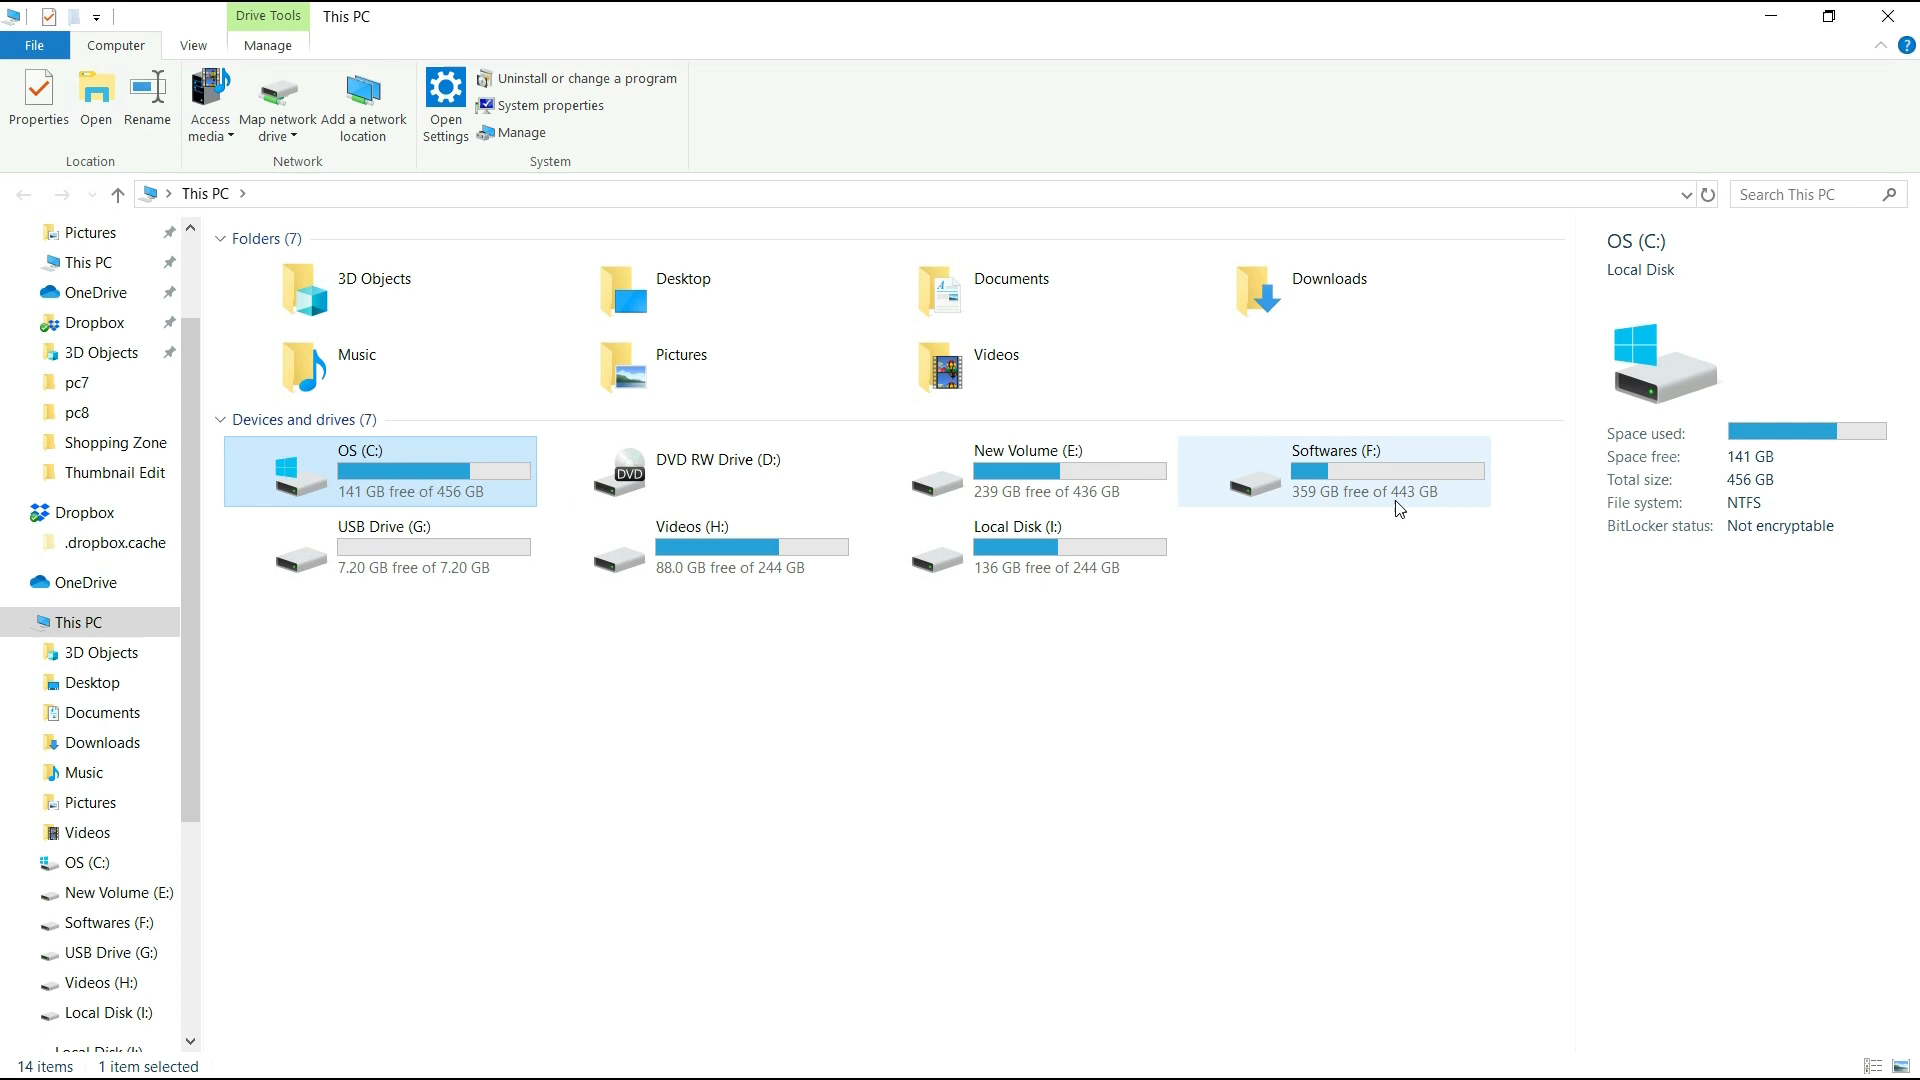 Drive Tools
This PC
File
Computer
View
Manage
?
Properties
Open
Rename
Access media
Map network drive
Add a network location
Open Settings
Uninstall or change a program
System properties
Manage
Location
Network
System
This PC
Search This PC
Pictures
This PC
OneDrive
Dropbox
3D Objects
pc7
pc8
Shopping Zone
Thumbnail Edit
Dropbox
.dropbox.cache
OneDrive
This PC
3D Objects
Desktop
Documents
Downloads
Music
Pictures
Videos
OS (C:)
New Volume (E:)
Softwares (F:)
USB Drive (G:)
Videos (H:)
Local Disk (I:)
Folders (7)
3D Objects
Desktop
Documents
Downloads
Music
Pictures
Videos
Devices and drives (7)
OS (C:)
141 GB free of 456 GB
DVD
DVD RW Drive (D:)
New Volume (E:)
239 GB free of 436 GB
Softwares (F:)
359 GB free of 443 GB
USB Drive (G:)
7.20 GB free of 7.20 GB
Videos (H:)
88.0 GB free of 244 GB
Local Disk (I:)
136 GB free of 244 GB
OS (C:)
Local Disk
Space used:
Space free: 141 GB
Total size: 456 GB
File system: NTFS
BitLocker status: Not encryptable
14 items
1 item selected